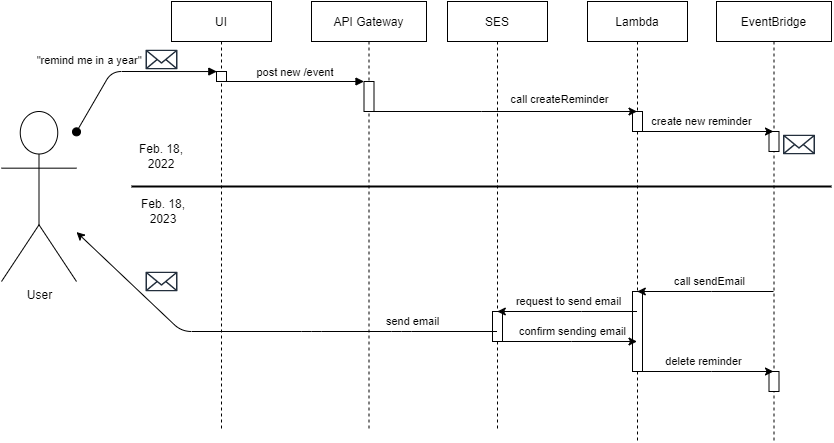 UI
API Gateway
SES
Lambda
EventBridge
"remind me in a year"
post new /event
call createReminder
create new reminder
Feb. 18,
2022
Feb. 18,
2023
User
call sendEmail
request to send email
send email
confirm sending email
delete reminder